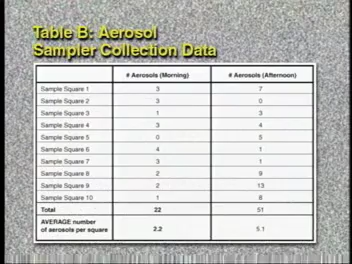 Table B: Aerosol
Sampler Collection Data
# Aerosols (Morning) # Aerosols (Afternoon)
Sample Square 1 3 7
Sample Square 2 3 0
Sample Square 3 1 3
Sample Square 4 3 4
Sample Square 5 0 5
Sample Square 6 4 1
Sample Square 7 3 1
Sample Square 8 2 9
Sample Square 9 2 13
Sample Square 10 1 8
Total 22 51
AVERAGE number
of aerosols per square 2.2 5.1